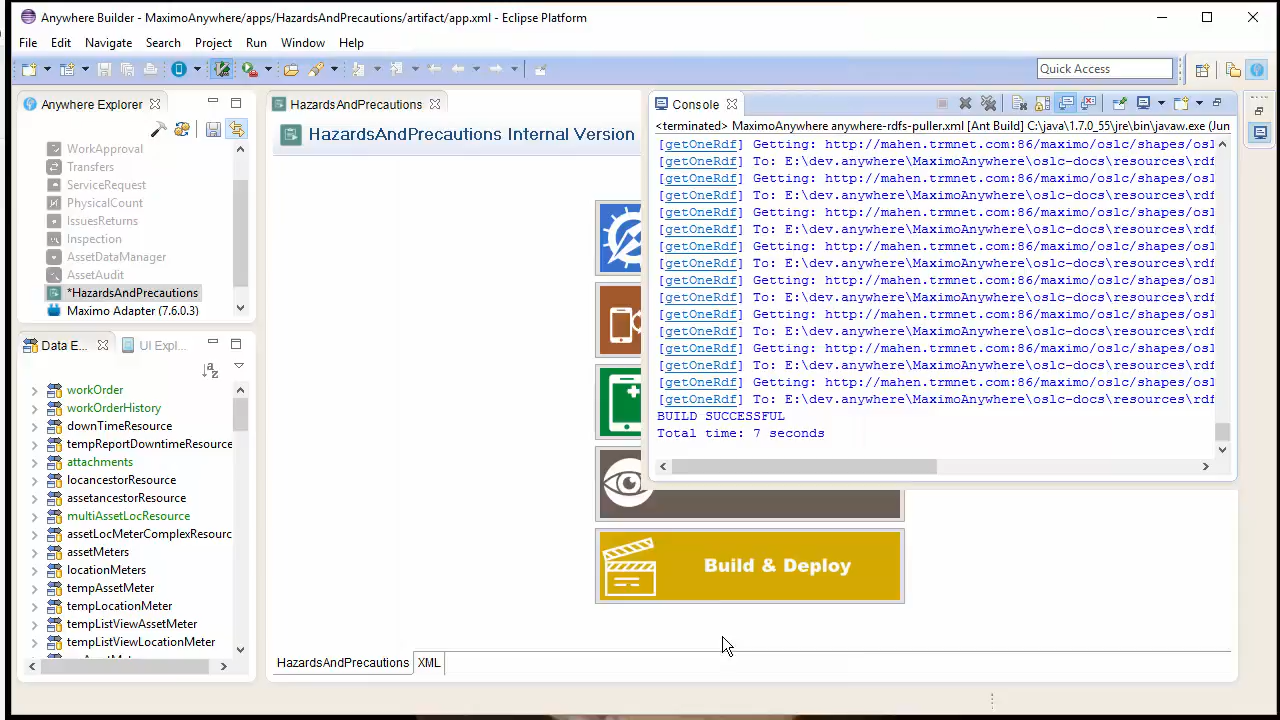 Anywhere Builder - MaximoAnywhere/apps/HazardsAndPrecautions/artifact/app.xml - Eclipse Platform
File Edit Navigate Search Project Run Window Help
Quick Access
Anywhere Explorer
WorkApproval
Transfers
ServiceRequest
PhysicalCount
IssuesReturns
Inspection
AssetDataManager
AssetAudit
*HazardsAndPrecautions
Maximo Adapter (7.6.0.3)
Data E... UI Expl...
workOrder
workOrderHistory
downTimeResource
tempReportDowntimeResource
attachments
locancestorResource
assetancestorResource
multiAssetLocResource
assetLocMeterComplexResourc
assetMeters
locationMeters
tempAssetMeter
tempLocationMeter
tempListViewAssetMeter
tempListViewLocationMeter
HazardsAndPrecautions
HazardsAndPrecautions Internal Version
Build & Deploy
HazardsAndPrecautions XML
Console
<terminated> MaximoAnywhere anywhere-rdfs-puller.xml [Ant Build] C:\java\1.7.0_55\jre\bin\javaw.exe (Jun
[getOneRdf] Getting: http://mahen.trmnet.com:86/maximo/oslc/shapes/osl
[getOneRdf] To: E:\dev.anywhere\MaximoAnywhere\oslc-docs\resources\rdf
[getOneRdf] Getting: http://mahen.trmnet.com:86/maximo/oslc/shapes/osl
[getOneRdf] To: E:\dev.anywhere\MaximoAnywhere\oslc-docs\resources\rdf
[getOneRdf] Getting: http://mahen.trmnet.com:86/maximo/oslc/shapes/osl
[getOneRdf] To: E:\dev.anywhere\MaximoAnywhere\oslc-docs\resources\rdf
[getOneRdf] Getting: http://mahen.trmnet.com:86/maximo/oslc/shapes/osl
[getOneRdf] To: E:\dev.anywhere\MaximoAnywhere\oslc-docs\resources\rdf
[getOneRdf] Getting: http://mahen.trmnet.com:86/maximo/oslc/shapes/osl
[getOneRdf] To: E:\dev.anywhere\MaximoAnywhere\oslc-docs\resources\rdf
[getOneRdf] Getting: http://mahen.trmnet.com:86/maximo/oslc/shapes/osl
[getOneRdf] To: E:\dev.anywhere\MaximoAnywhere\oslc-docs\resources\rdf
[getOneRdf] Getting: http://mahen.trmnet.com:86/maximo/oslc/shapes/osl
[getOneRdf] To: E:\dev.anywhere\MaximoAnywhere\oslc-docs\resources\rdf
[getOneRdf] Getting: http://mahen.trmnet.com:86/maximo/oslc/shapes/osl
[getOneRdf] To: E:\dev.anywhere\MaximoAnywhere\oslc-docs\resources\rdf
BUILD SUCCESSFUL
Total time: 7 seconds